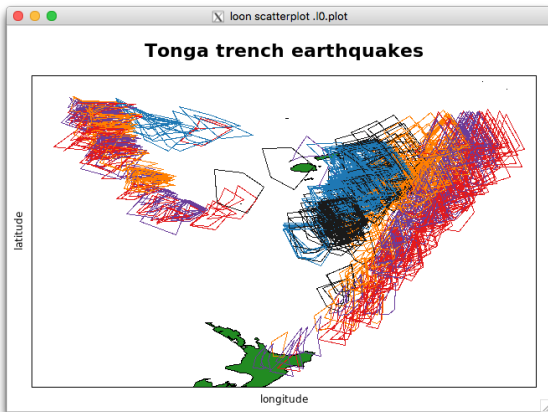 loon scatterplot .l0.plot
Tonga trench earthquakes
latitude
longitude